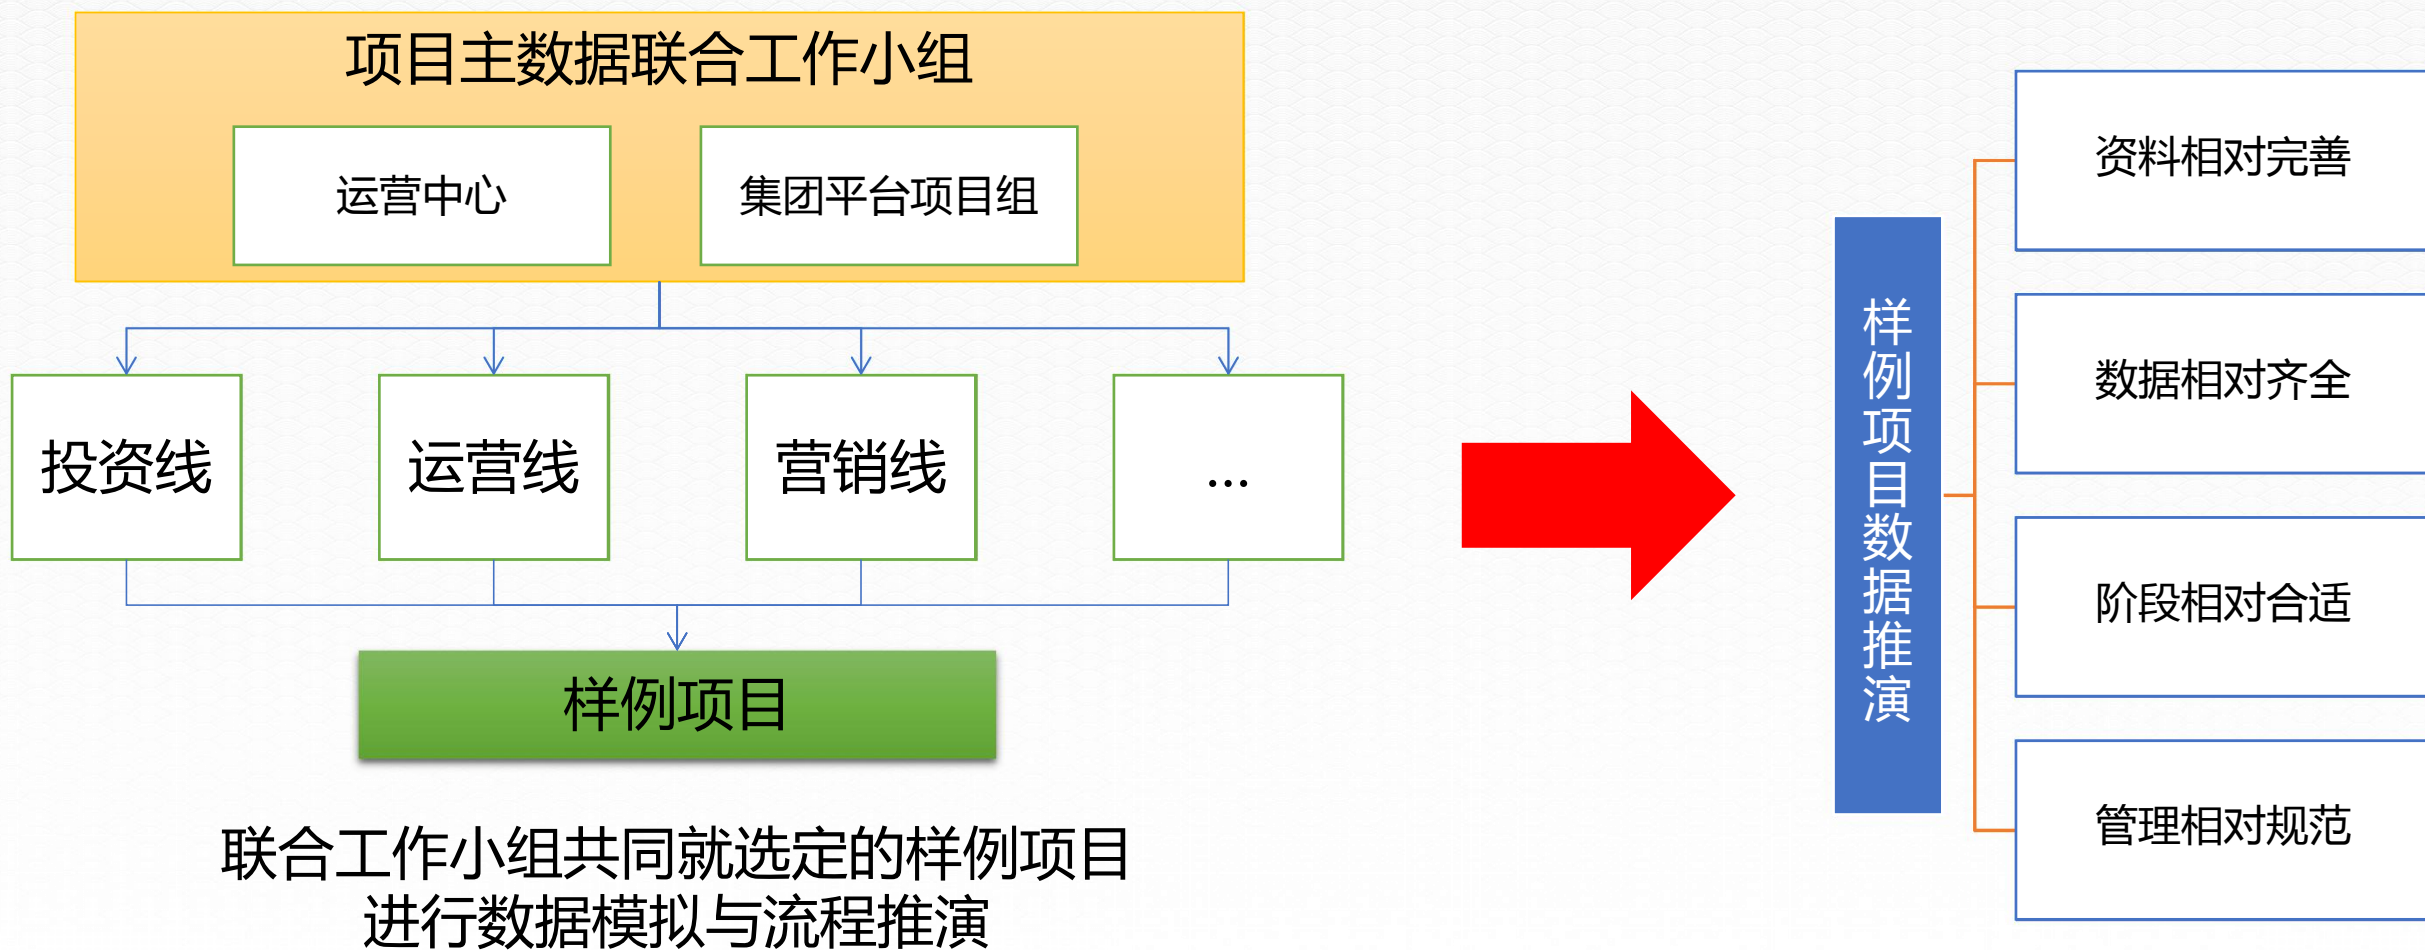 项目主数据联合工作小组
运营中心
集团平台项目组
投资线
运营线
营销线
...
样例项目
联合工作小组共同就选定的样例项目
进行数据模拟与流程推演
样例项目数据推演
资料相对完善
数据相对齐全
阶段相对合适
管理相对规范